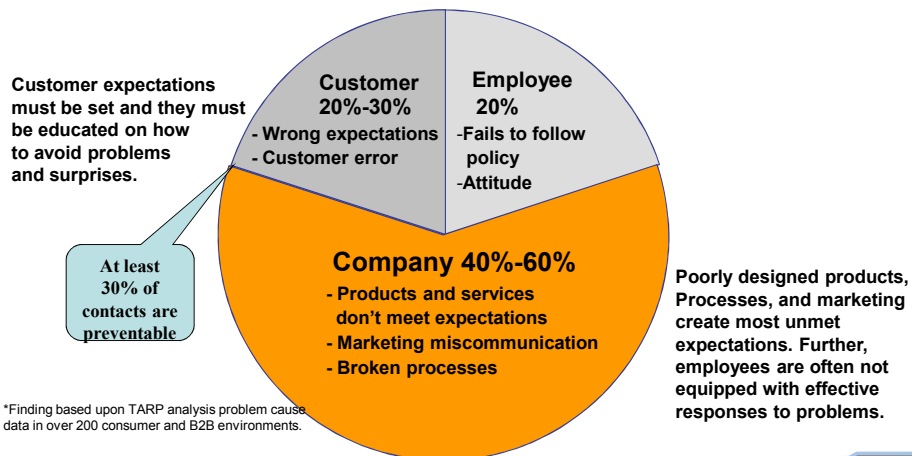 Customer expectations
must be set and they must
be educated on how
to avoid problems
and surprises.
Customer
20%-30%
- Wrong expectations
- Customer error
Employee
20%
-Fails to follow
policy
-Attitude
At least
30% of
contacts are
preventable
Company 40%-60%
- Products and services
don’t meet expectations
- Marketing miscommunication
- Broken processes
Poorly designed products,
Processes, and marketing
create most unmet
expectations. Further,
employees are often not
equipped with effective
responses to problems.
*Finding based upon TARP analysis problem cause
data in over 200 consumer and B2B environments.